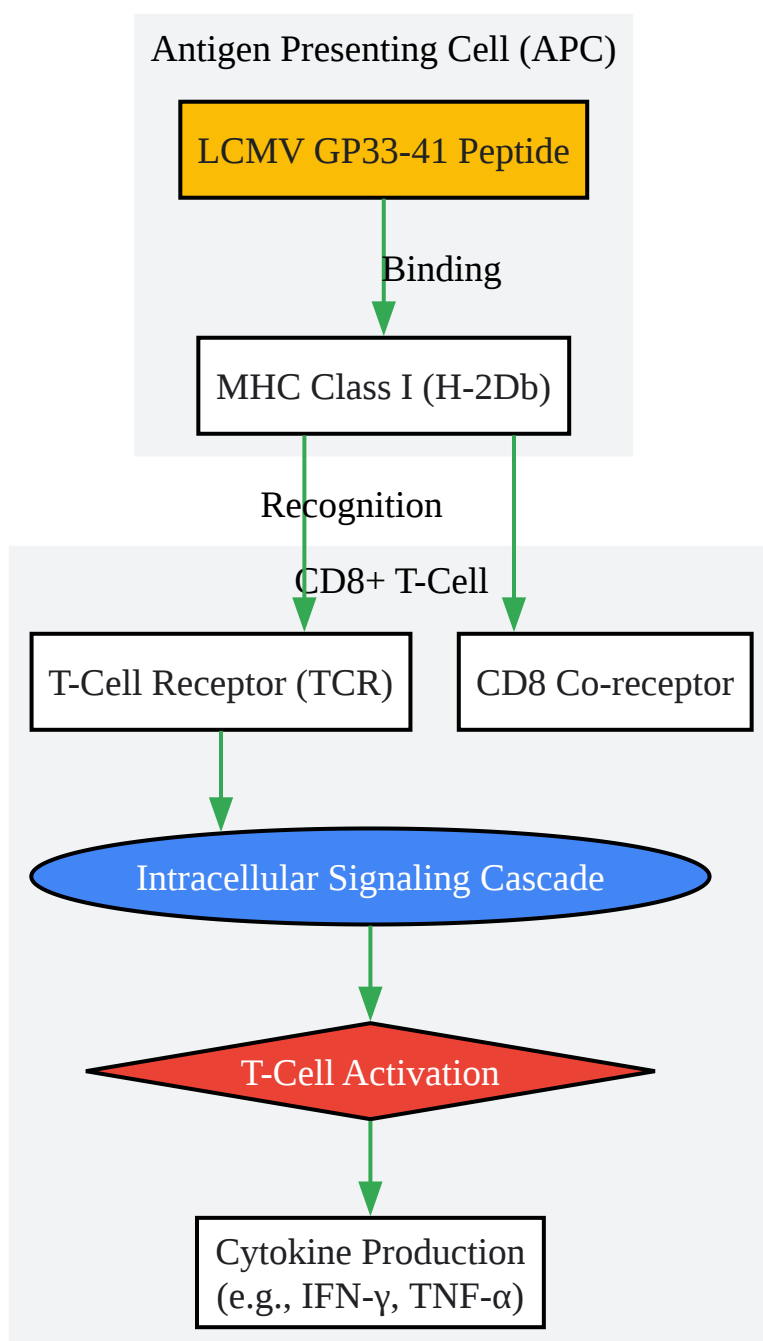 Antigen Presenting Cell (APC)
LCMV GP33-41 Peptide
Binding
MHC Class I (H-2Db)
Recognition
CD8+ T-Cell
T-Cell Receptor (TCR)
CD8 Co-receptor
Intracellular Signaling Cascade
T-Cell Activation
Cytokine Production
(e.g., IFN-γ, TNF-α)